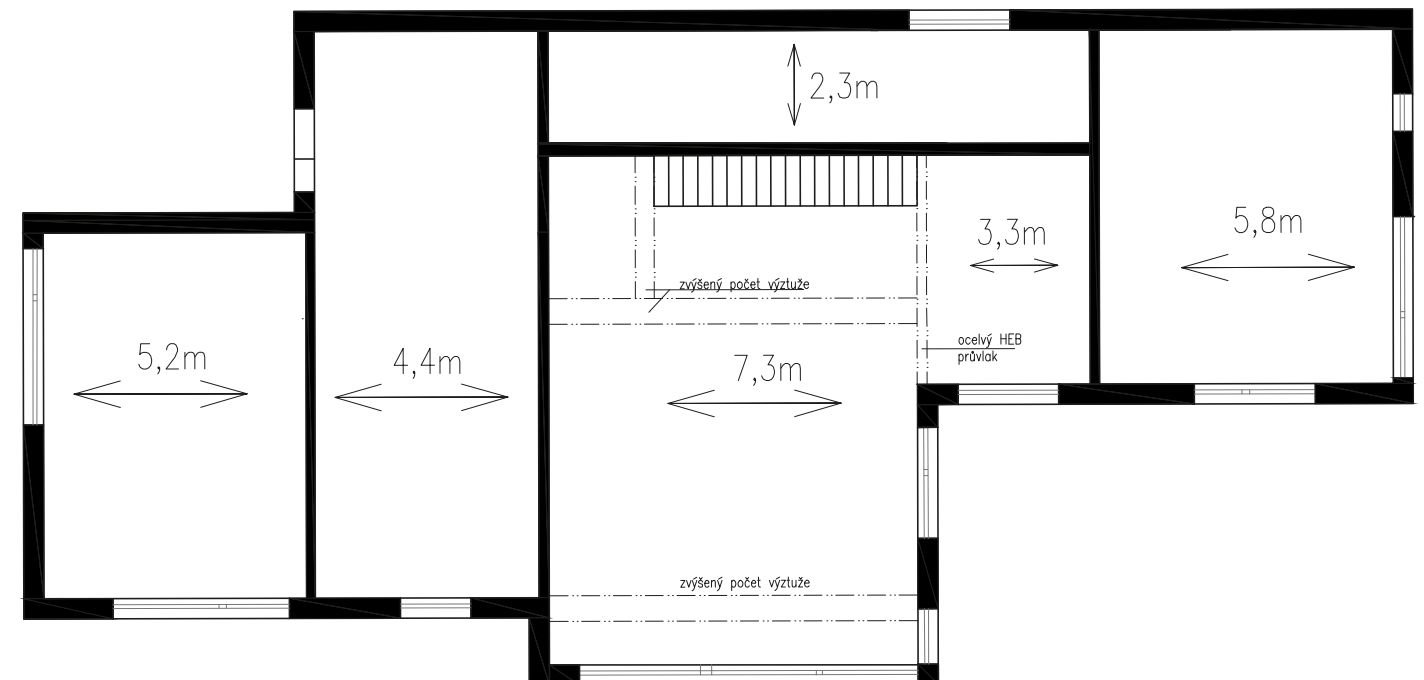 2,3m
3,3m
5,8m
zvýšený počet výztuže
ocelvý HEB
průvlak
5,2m
4,4m
7,3m
zvýšený počet výztuže